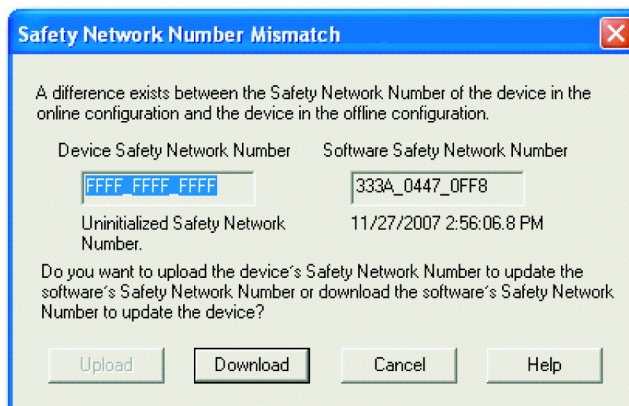 Safety Network Number Mismatch
A difference exists between the Safety Network Number of the device in the
online configuration and the device in the offline configuration.
Device Safety Network Number Software Safety Network Number
FFFF_FFFF_FFFF 333A_0447_0FF8
Uninitialized Safety Network 11/27/2007 2:56:06.8 PM
Number.
Do you want to upload the device's Safety Network Number to update the
software's Safety Network Number or download the software's Safety Network
Number to update the device?
Upload Download Cancel Help